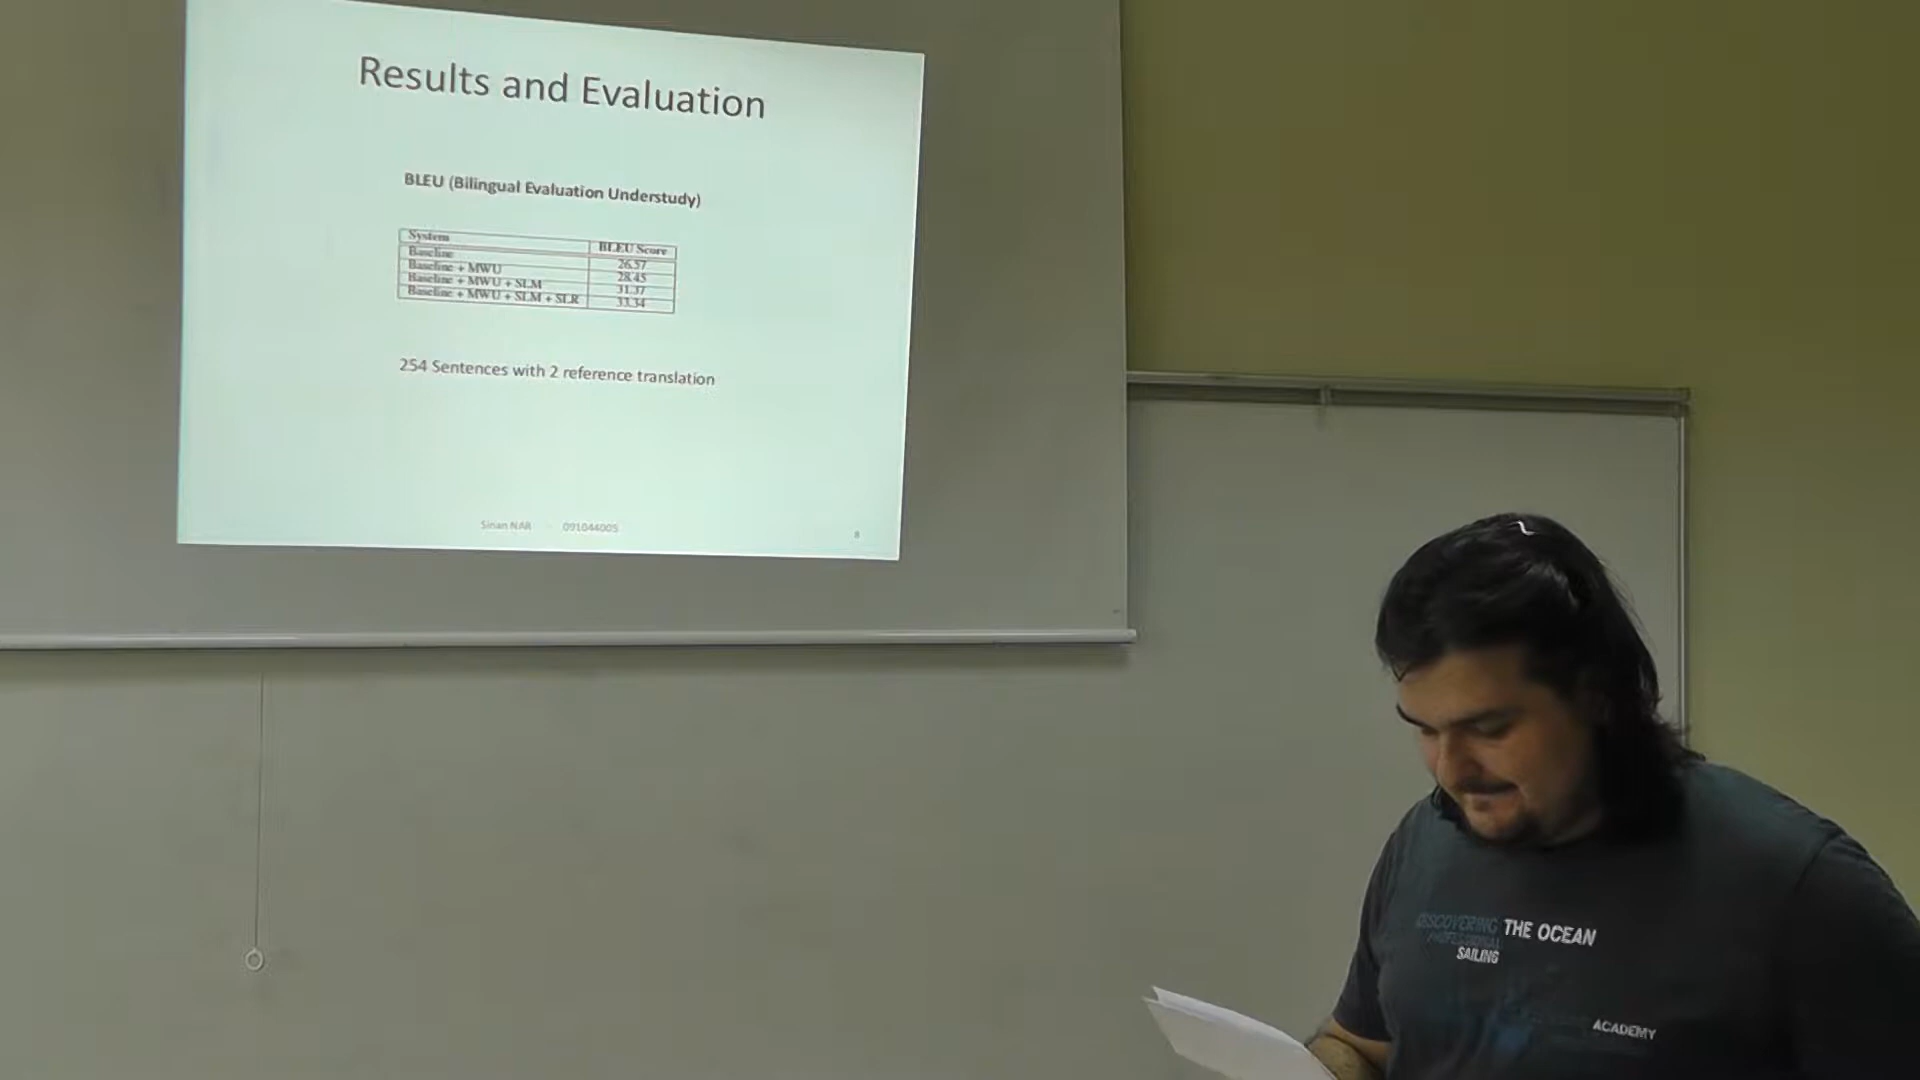 Results and Evaluation
BLEU (Bilingual Evaluation Understudy)
System BLEU Score
Baseline 26.57
Baseline + MWU 28.45
Baseline + MWU + SLM 31.37
Baseline + MWU + SLM + SLR 33.34
254 Sentences with 2 reference translation
Sinan NAR 091044005
8
DISCOVERING THE OCEAN
PROFESSIONAL
SAILING
ACADEMY